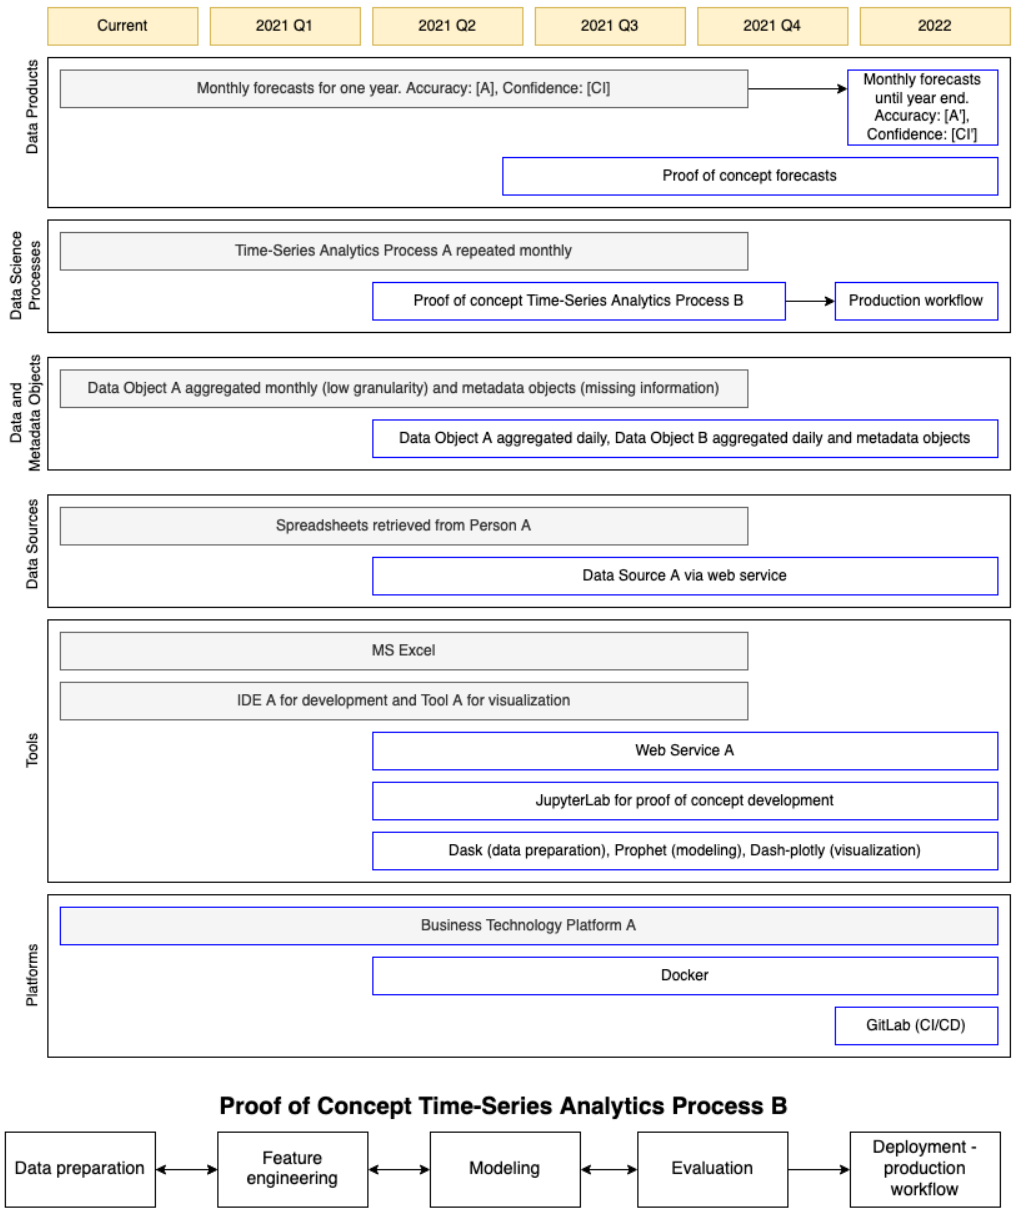 Current
2021 Q1
2021 Q2
2021 Q3
2021 Q4
2022
Data Products
Monthly forecasts for one year. Accuracy: [A], Confidence: [CI]
Monthly forecasts
until year end.
Accuracy: [A'],
Confidence: [CI']
Proof of concept forecasts
Data Science
Processes
Time-Series Analytics Process A repeated monthly
Proof of concept Time-Series Analytics Process B
Production workflow
Data and
Metadata Objects
Data Object A aggregated monthly (low granularity) and metadata objects (missing information)
Data Object A aggregated daily, Data Object B aggregated daily and metadata objects
Data Sources
Spreadsheets retrieved from Person A
Data Source A via web service
Tools
MS Excel
IDE A for development and Tool A for visualization
Web Service A
JupyterLab for proof of concept development
Dask (data preparation), Prophet (modeling), Dash-plotly (visualization)
Platforms
Business Technology Platform A
Docker
GitLab (CI/CD)
Proof of Concept Time-Series Analytics Process B
Data preparation
Feature
engineering
Modeling
Evaluation
Deployment -
production
workflow